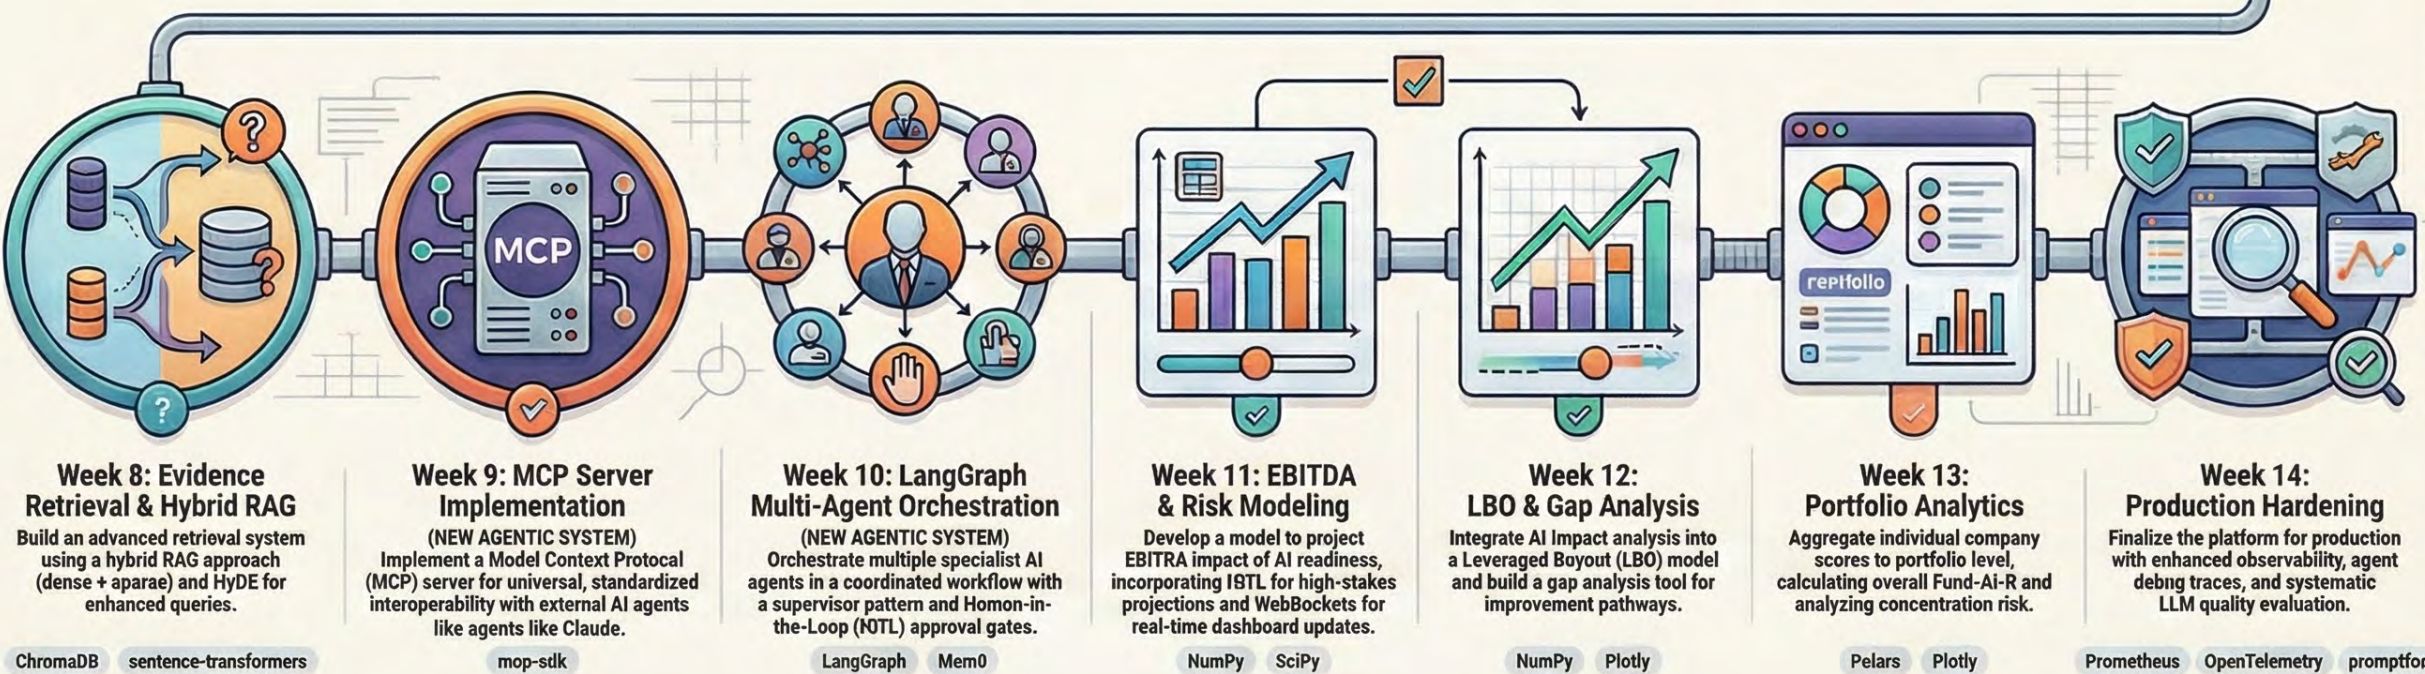 MCP
reptfolio
Week 8: Evidence
Retrieval & Hybrid RAG
Build an advanced retrieval system
using a hybrid RAG approach
(dense + aparae) and HyDE for
enhanced queries.
ChromaDB sentence-transformers
Week 9: MCP Server
Implementation
(NEW AGENTIC SYSTEM)
Implement a Model Context Protocal
(MCP) server for universal, standardized
interoperability with external AI agents
like agents like Claude.
mop-sdk
Week 10: LangGraph
Multi-Agent Orchestration
(NEW AGENTIC SYSTEM)
Orchestrate multiple specialist AI
agents in a coordinated workflow with
a supervisor pattern and Homon-in-
the-Loop approval gates.
LangGraph Mem0
Week 11: EBITDA
& Risk Modeling
Develop a model to project
EBITRA impact of AI readiness,
incorporating for high-stakes
projections and WebBockets for
real-time dashboard updates.
NumPy SciPy
Week 12:
LBO & Gap Analysis
Integrate AI Impact analysis into
a Leveraged Boyout (LBO) model
and build a gap analysis tool for
improvement pathways.
NumPy Plotly
Week 13:
Portfolio Analytics
Aggregate individual company
scores to portfolio level,
calculating overall Fund-Ai-R and
analyzing concentration risk.
Pelars Plotly
Week 14:
Production Hardening
Finalize the platform for production
with enhanced observability, agent
debng traces, and systematic
LLM quality evaluation.
Prometheus OpenTelemetry promptfor